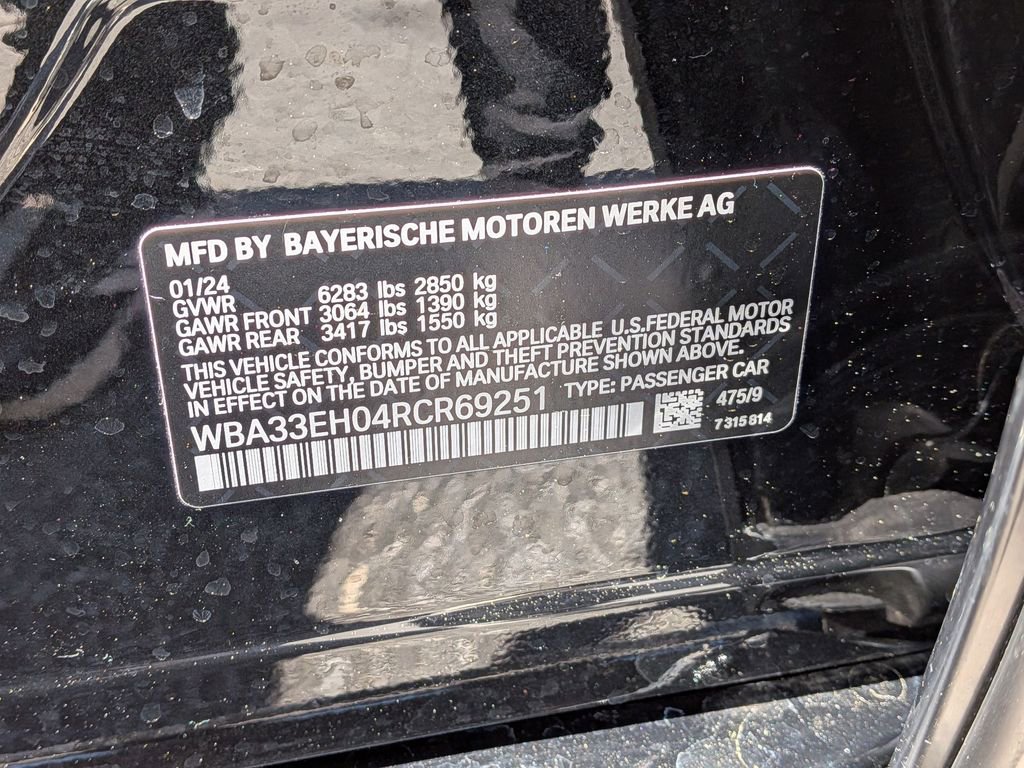 MFD BY BAYERISCHE MOTOREN WERKE AG
01/24
GVWR 6283 lbs 2850 kg
GAWR FRONT 3064 lbs 1390 kg
GAWR REAR 3417 lbs 1550 kg
THIS VEHICLE CONFORMS TO ALL APPLICABLE U.S.FEDERAL MOTOR
VEHICLE SAFETY, BUMPER AND THEFT PREVENTION STANDARDS
IN EFFECT ON THE DATE OF MANUFACTURE SHOWN ABOVE.
WBA33EH04RCR69251 TYPE: PASSENGER CAR
475/9
7 315 814